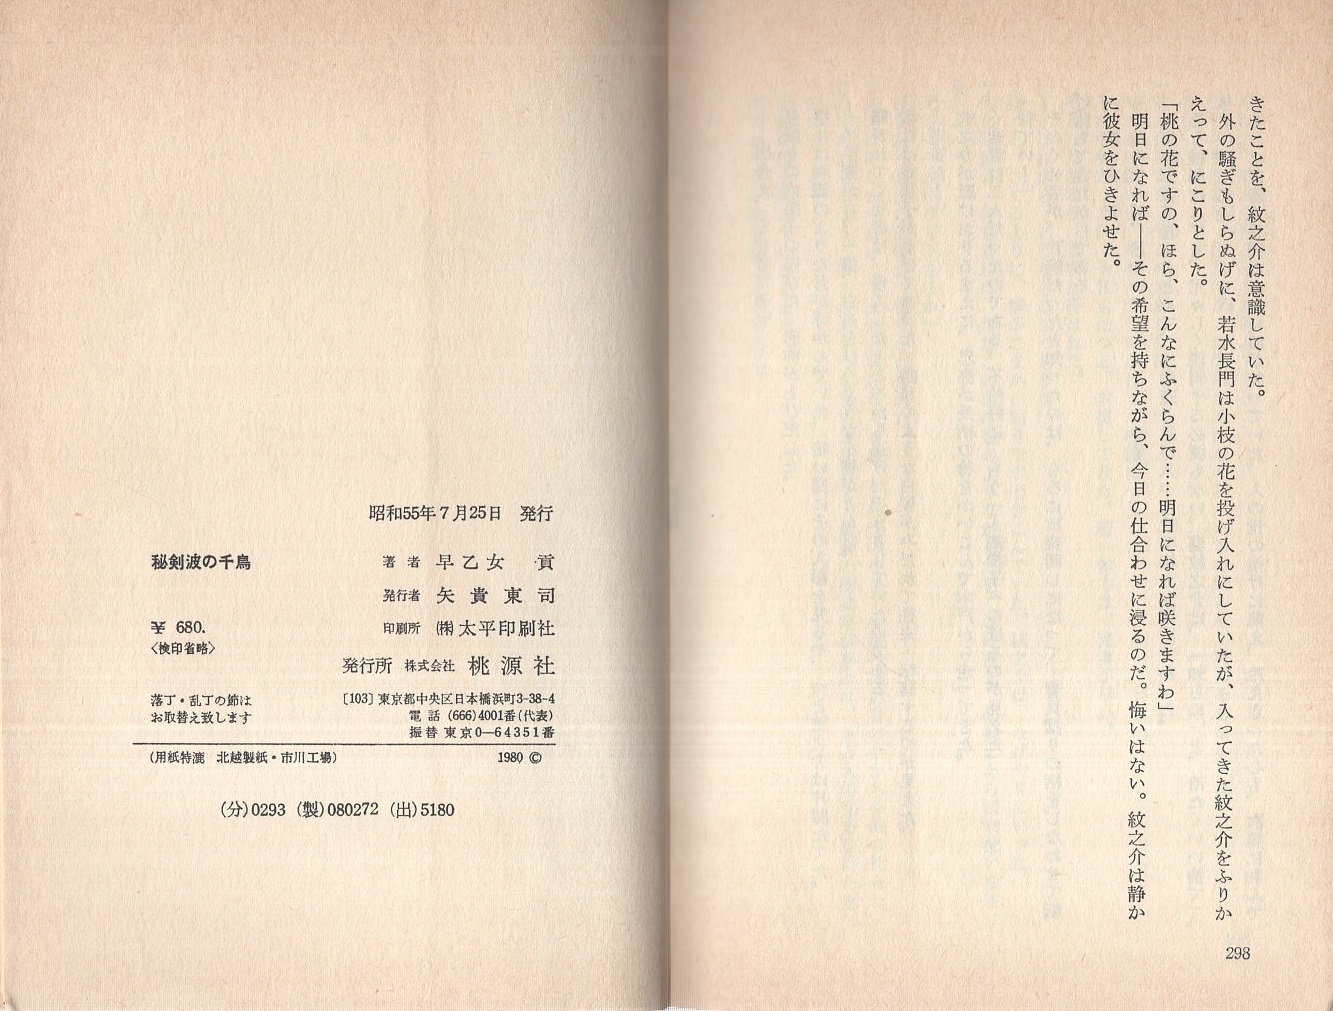 きたことを、紋之介は意識していた。
外の騒ぎもしらぬげに、若水長門は小枝の花を投げ入れにしていたが、入ってきた紋之介をふりか
えって、にこりとした。
「桃の花ですの、ほら、こんなにふくらんで……明日になれば咲きますわ」
明日になれば――その希望を持ちながら、今日の仕合わせに浸るのだ。悔いはない。紋之介は静か
に彼女をひきよせた。
298
昭和55年7月25日 発行
秘剣波の千鳥
¥ 680.
〈検印省略〉
落丁・乱丁の節は
お取替え致します
著者 早乙女 貢
発行者 矢貴東司
印刷所 ㈱太平印刷社
発行所 株式会社 桃源社
〔103〕東京都中央区日本橋浜町3-38-4
電話 (666)4001番(代表)
振替 東京0―64351番
(用紙特漉 北越製紙・市川工場)
1980 ©
(分)0293 (製)080272 (出)5180